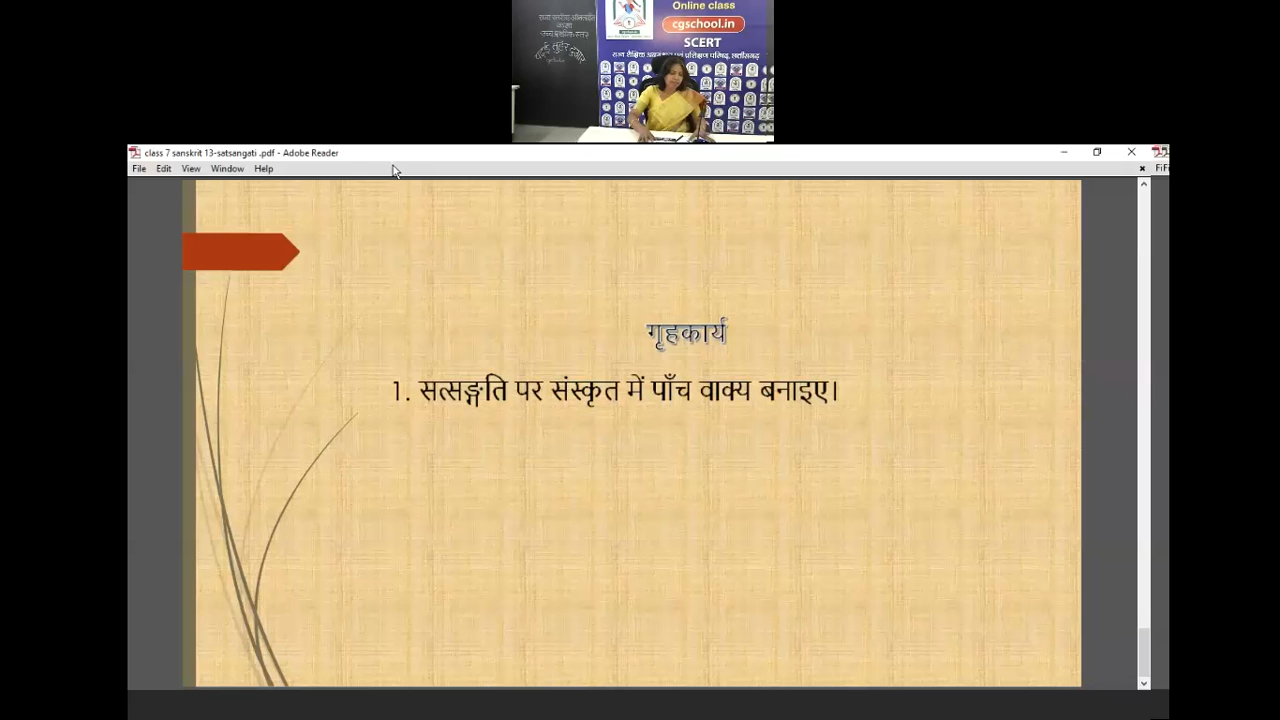 Online class
cgschool.in
SCERT
class 7 sanskrit 13-satsangati .pdf - Adobe Reader
File Edit View Window Help
गृहकार्य
1. सत्सङ्गति पर संस्कृत में पाँच वाक्य बनाइए।